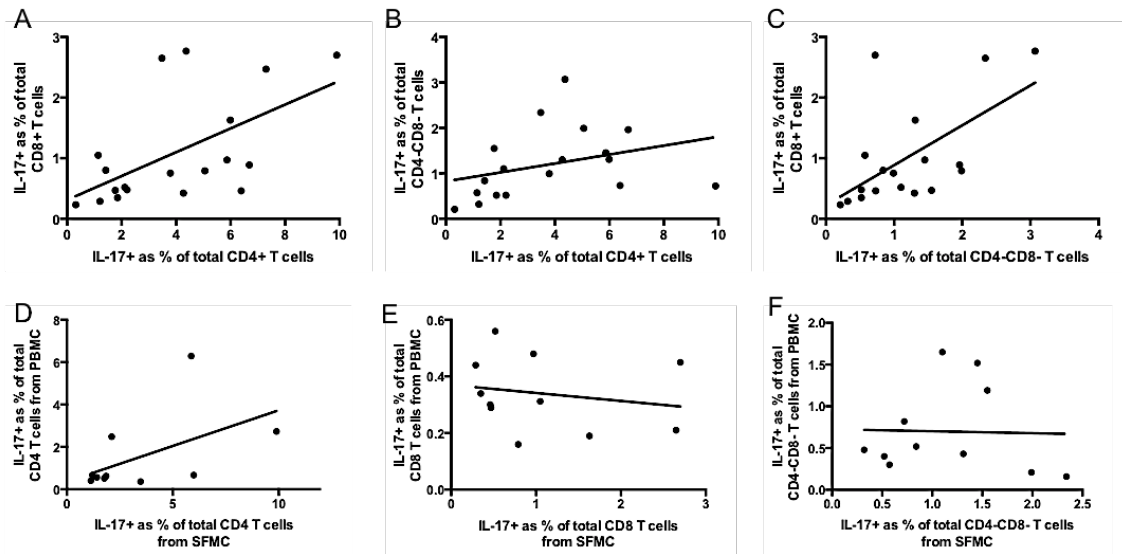 A
3
2
1
0
IL-17+ as % of total
CD8+ T cells
0 2 4 6 8 10
IL-17+ as % of total CD4+ T cells
B
4
3
2
1
0
IL-17+ as % of total
CD4-CD8- T cells
0 2 4 6 8 10
IL-17+ as % of total CD4+ T cells
C
3
2
1
0
IL-17+ as % of total
CD8+ T cells
0 1 2 3 4
IL-17+ as % of total CD4-CD8- T cells
D
8
6
4
2
0
IL-17+ as % of total
CD4 T cells from PBMC
0 5 10
IL-17+ as % of total CD4 T cells
from SFMC
E
0.6
0.4
0.2
0.0
IL-17+ as % of total
CD8 T cells from PBMC
0 1 2 3
IL-17+ as % of total CD8 T cells
from SFMC
F
2.0
1.5
1.0
0.5
0.0
IL-17+ as % of total
CD4-CD8- T cells from PBMC
0.0 0.5 1.0 1.5 2.0 2.5
IL-17+ as % of total CD4-CD8- T cells
from SFMC